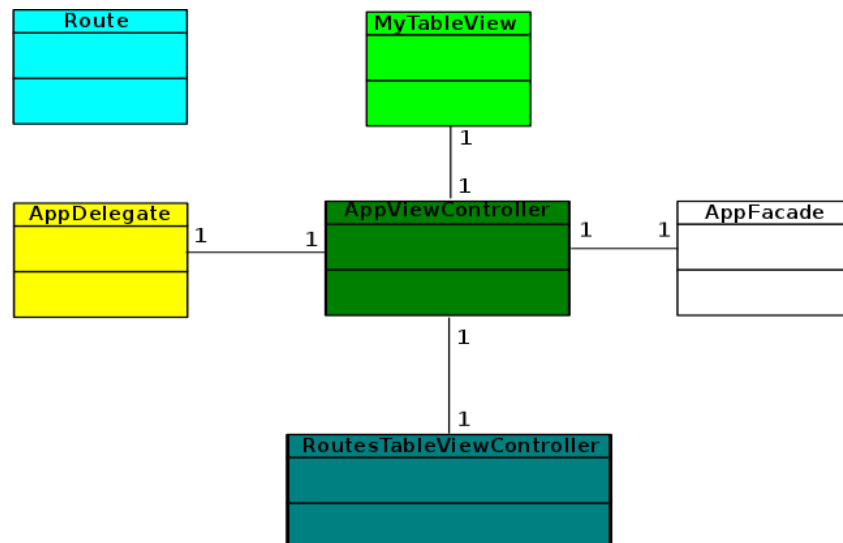 Route
MyTableView
1
1
AppDelegate
AppViewController
AppFacade
1
1
1
1
1
1
RoutesTableViewController